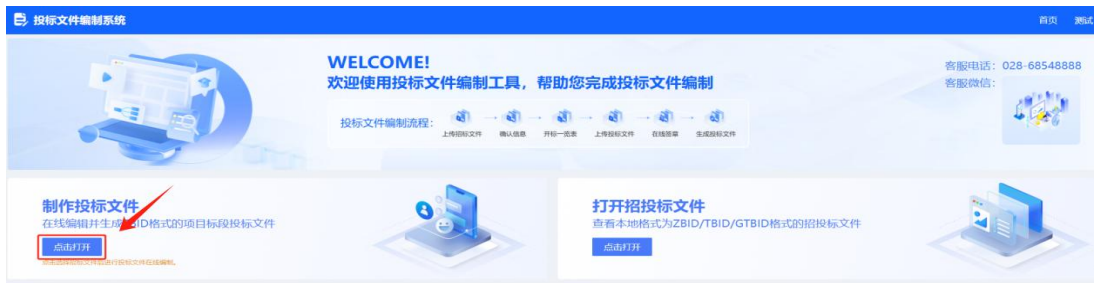 投标文件编制系统
首页 测试
WELCOME!
欢迎使用投标文件编制工具，帮助您完成投标文件编制
客服电话：028-68548888
客服微信：
投标文件编制流程：
上传招标文件 确认信息 开标一览表 上传投标文件 在线签章 生成投标文件
制作投标文件
在线编辑并生成 BID格式的项目标段投标文件
点击打开
打开招投标文件
查看本地格式为ZBID/TBID/GTBID格式的招投标文件
点击打开